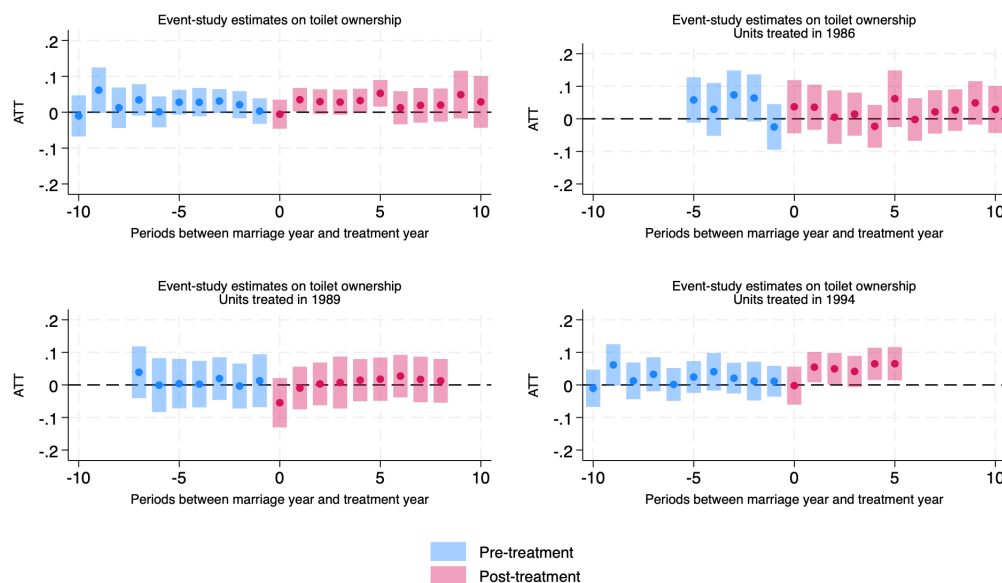 Event-study estimates on toilet ownership
.2
.1
0
-.1
-.2
ATT
-10 -5 0 5 10
Periods between marriage year and treatment year
Event-study estimates on toilet ownership
Units treated in 1986
.2
.1
0
-.1
-.2
ATT
-10 -5 0 5 10
Periods between marriage year and treatment year
Event-study estimates on toilet ownership
Units treated in 1989
.2
.1
0
-.1
-.2
ATT
-10 -5 0 5 10
Periods between marriage year and treatment year
Event-study estimates on toilet ownership
Units treated in 1994
.2
.1
0
-.1
-.2
ATT
-10 -5 0 5 10
Periods between marriage year and treatment year
Pre-treatment
Post-treatment